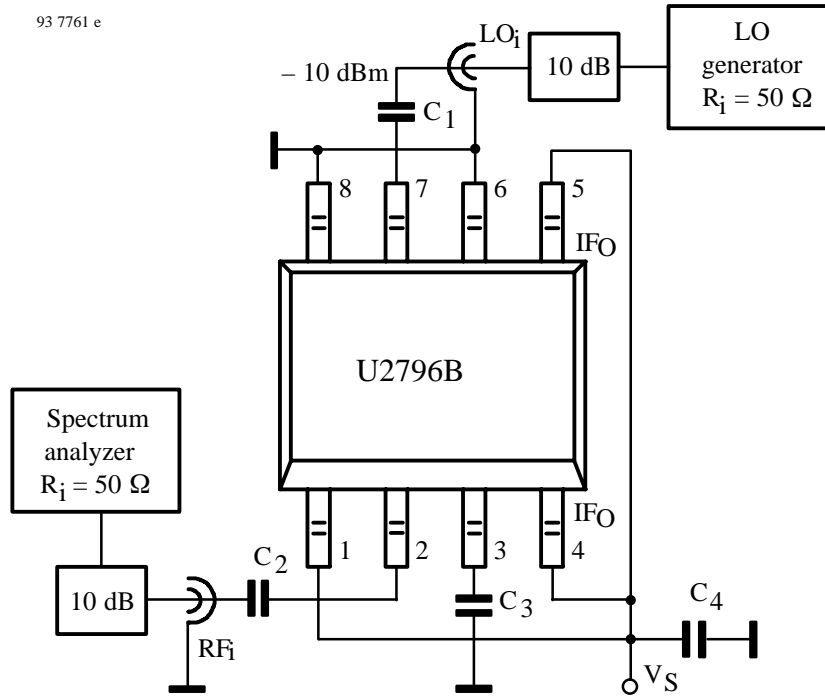 93 7761 e
LOi
– 10 dBm
10 dB
LO
generator
Ri = 50 Ω
C1
8
7
6
5
IFO
U2796B
Spectrum
analyzer
Ri = 50 Ω
IFO
1
2
3
4
10 dB
C2
C3
C4
RFi
VS